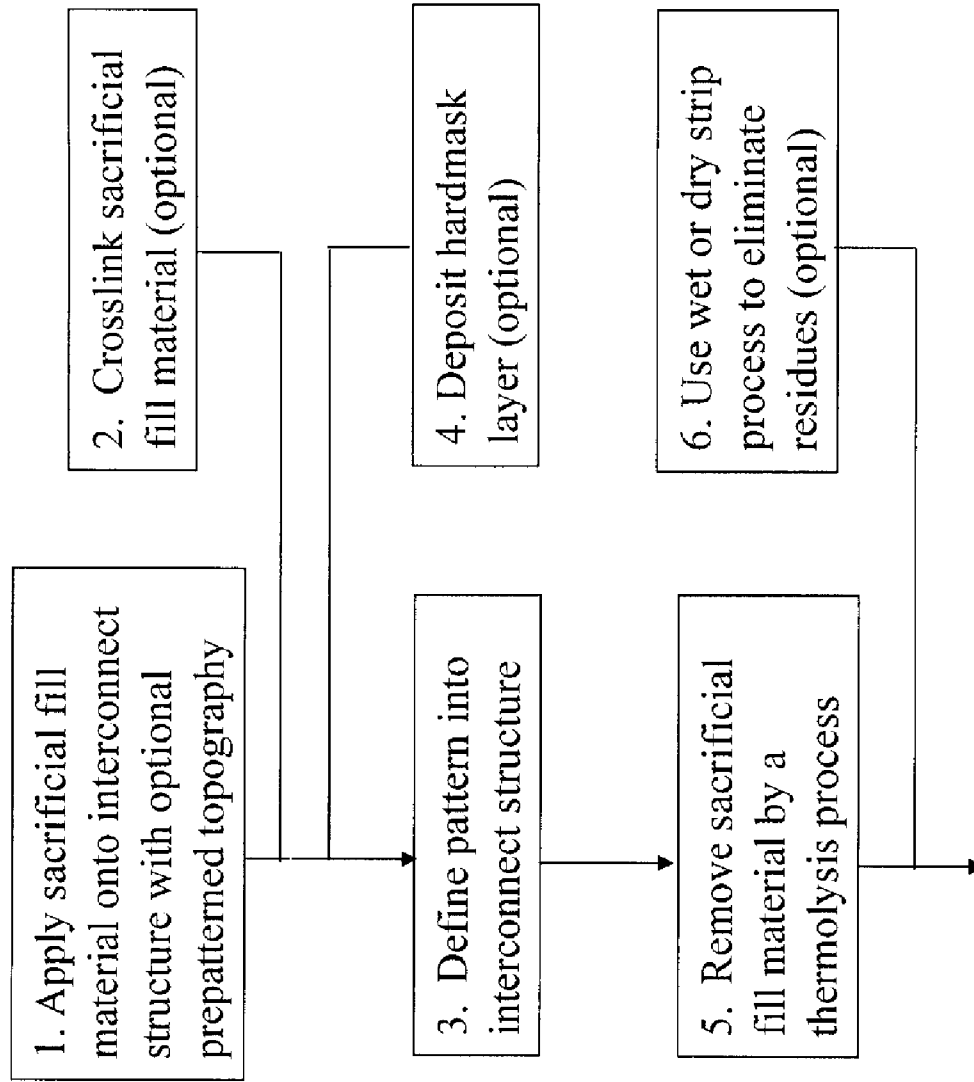 1. Apply sacrificial fill
material onto interconnect
structure with optional
prepatterned topography
2. Crosslink sacrificial
fill material (optional)
3. Define pattern into
interconnect structure
4. Deposit hardmask
layer (optional)
5. Remove sacrificial
fill material by a
thermolysis process
6. Use wet or dry strip
process to eliminate
residues (optional)